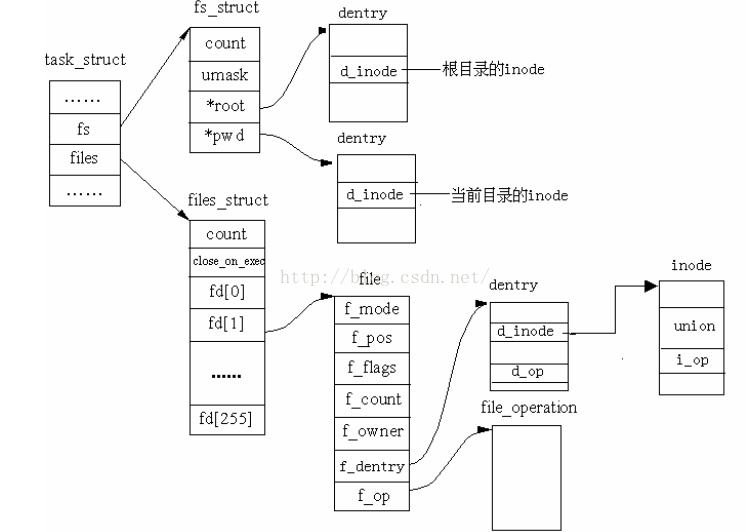 task_struct
……
fs
files
……
fs_struct
count
umask
*root
*pwd
dentry
d_inode
根目录的inode
dentry
d_inode
当前目录的inode
files_struct
count
close_on_exec
fd[0]
fd[1]
……
fd[255]
http://blog.csdn.net/
file
f_mode
f_pos
f_flags
f_count
f_owner
f_dentry
f_op
dentry
d_inode
d_op
file_operation
inode
union
i_op